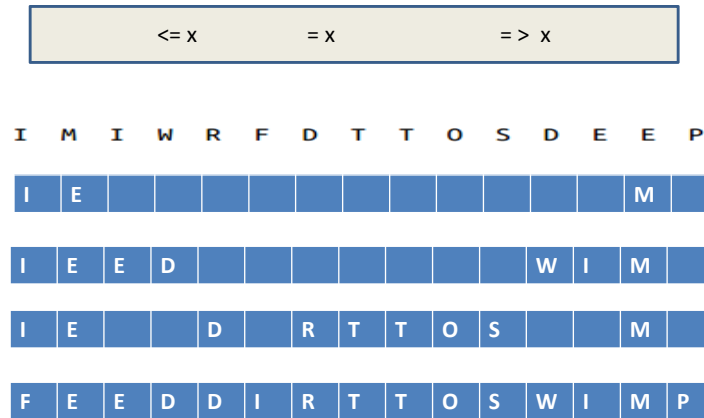 <= x = x = > x
I M I W R F D T T O S D E E P
I E M
I E E D W I M
I E D R T T O S M
F E E D D I R T T O S W I M P